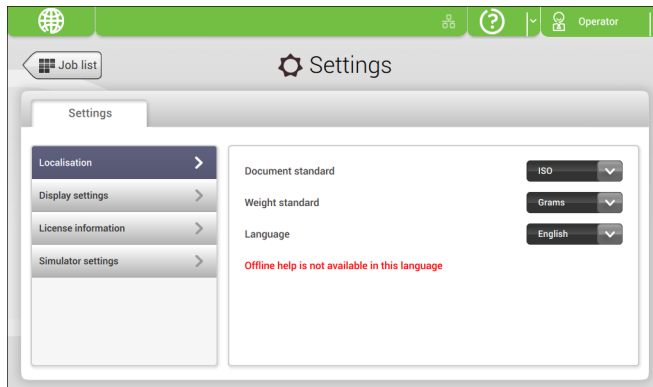 Operator
Job list
Settings
Settings
Localisation
Display settings
License information
Simulator settings
Document standard
ISO
Weight standard
Grams
Language
English
Offline help is not available in this language